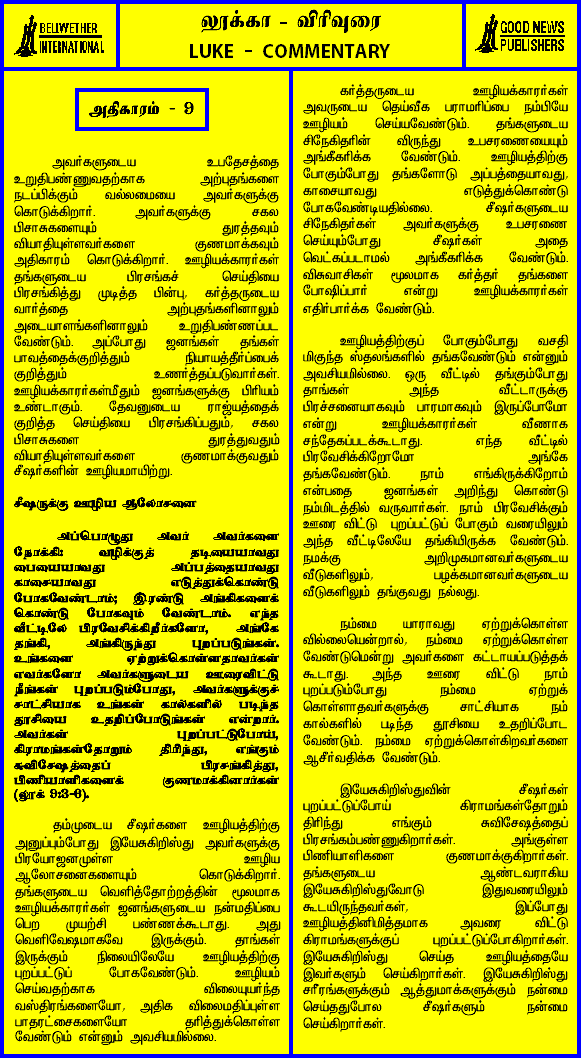 BELWETHER
INTERNATIONAL
லூக்கா - விரிவுரை
LUKE - COMMENTARY
GOOD NEWS
PUBLISHERS
அதிகாரம் - 9
அவர்களுடைய உபதேசத்தை
உறுதிபண்ணுவதற்காக அற்புதங்களை
நடப்பிக்கும் வல்லமையை அவர்களுக்கு
கொடுக்கிறார். அவர்களுக்கு சகல
பிசாசுகளையும் துரத்தவும்
வியாதியுள்ளவர்களை குணமாக்கவும்
அதிகாரம் கொடுக்கிறார். ஊழியக்காரர்கள்
தங்களுடைய பிரசங்கச் செய்தியை
பிரசங்கித்து முடித்த பின்பு, கர்த்தருடைய
வார்த்தை அற்புதங்களினாலும்
அடையாளங்களினாலும் உறுதிபண்ணப்பட
வேண்டும். அப்போது ஜனங்கள் தங்கள்
பாவத்தைக்குறித்தும் நியாயத்தீர்ப்பைக்
குறித்தும் உணர்த்தப்படுவார்கள்.
ஊழியக்காரர்கள்மீதும் ஜனங்களுக்கு பிரியம்
உண்டாகும். தேவனுடைய ராஜ்யத்தைக்
குறித்த செய்தியை பிரசங்கிப்பதும், சகல
பிசாசுகளை துரத்துவதும்
வியாதியுள்ளவர்களை குணமாக்குவதும்
சீஷர்களின் ஊழியமாயிற்று.
சீஷருக்கு ஊழிய ஆலோசனை
அப்பொழுது அவர் அவர்களை
நோக்கி: வழிக்குத் தடியையாவது
பையையாவது அப்பத்தையாவது
காசையாவது எடுத்துக்கொண்டு
போகவேண்டாம்; இரண்டு அங்கிகளைக்
கொண்டு போகவும் வேண்டாம். எந்த
வீட்டிலே பிரவேசிக்கிறீர்களோ, அங்கே
தங்கி, அங்கிருந்து புறப்படுங்கள்.
உங்களை ஏற்றுக்கொள்ளாதவர்கள்
எவர்களோ அவர்களுடைய ஊரைவிட்டு
நீங்கள் புறப்படும்போது, அவர்களுக்குச்
சாட்சியாக உங்கள் கால்களில் படிந்த
தூசியை உதறிப்போடுங்கள் என்றார்.
அவர்கள் புறப்பட்டுபோய்,
கிராமங்கள்தோறும் திரிந்து, எங்கும்
சுவிசேஷத்தைப் பிரசங்கித்து,
பிணியாளிகளைக் குணமாக்கினார்கள்
(லூக் 9:3-6).
தம்முடைய சீஷர்களை ஊழியத்திற்கு
அனுப்பும்போது இயேசுகிறிஸ்து அவர்களுக்கு
பிரயோஜனமுள்ள ஊழிய
ஆலோசனைகளையும் கொடுக்கிறார்.
தங்களுடைய வெளித்தோற்றத்தின் மூலமாக
ஊழியக்காரர்கள் ஜனங்களுடைய நன்மதிப்பை
பெற முயற்சி பண்ணக்கூடாது. அது
வெளிவேஷமாகவே இருக்கும். தாங்கள்
இருக்கும் நிலையிலேயே ஊழியத்திற்கு
புறப்பட்டுப் போகவேண்டும். ஊழியம்
செய்வதற்காக விலையுயர்ந்த
வஸ்திரங்களையோ, அதிக விலைமதிப்புள்ள
பாதரட்சைகளையோ தரித்துக்கொள்ள
வேண்டும் என்னும் அவசியமில்லை.
கர்த்தருடைய ஊழியக்காரர்கள்
அவருடைய தெய்வீக பராமரிப்பை நம்பியே
ஊழியம் செய்யவேண்டும். தங்களுடைய
சிநேகிதரின் விருந்து உபசரணையையும்
அங்கீகரிக்க வேண்டும். ஊழியத்திற்கு
போகும்போது தங்களோடு அப்பத்தையாவது,
காசையாவது எடுத்துக்கொண்டு
போகவேண்டியதில்லை. சீஷர்களுடைய
சிநேகிதர்கள் அவர்களுக்கு உபசரணை
செய்யும்போது சீஷர்கள் அதை
வெட்கப்படாமல் அங்கீகரிக்க வேண்டும்.
விசுவாசிகள் மூலமாக கர்த்தர் தங்களை
போஷிப்பார் என்று ஊழியக்காரர்கள்
எதிர்பார்க்க வேண்டும்.
ஊழியத்திற்குப் போகும்போது வசதி
மிகுந்த ஸ்தலங்களில் தங்கவேண்டும் என்னும்
அவசியமில்லை. ஒரு வீட்டில் தங்கும்போது
தாங்கள் அந்த வீட்டாருக்கு
பிரச்சனையாகவும் பாரமாகவும் இருப்போமோ
என்று ஊழியக்காரர்கள் வீணாக
சந்தேகப்படக்கூடாது. எந்த வீட்டில்
பிரவேசிக்கிறோமோ அங்கே
தங்கவேண்டும். நாம் எங்கிருக்கிறோம்
என்பதை ஜனங்கள் அறிந்து கொண்டு
நம்மிடத்தில் வருவார்கள். நாம் பிரவேசிக்கும்
ஊரை விட்டு புறப்பட்டுப் போகும் வரையிலும்
அந்த வீட்டிலேயே தங்கியிருக்க வேண்டும்.
நமக்கு அறிமுகமானவர்களுடைய
வீடுகளிலும், பழக்கமானவர்களுடைய
வீடுகளிலும் தங்குவது நல்லது.
நம்மை யாராவது ஏற்றுக்கொள்ள
வில்லையென்றால், நம்மை ஏற்றுக்கொள்ள
வேண்டுமென்று அவர்களை கட்டாயப்படுத்தக்
கூடாது. அந்த ஊரை விட்டு நாம்
புறப்படும்போது நம்மை ஏற்றுக்
கொள்ளாதவர்களுக்கு சாட்சியாக நம்
கால்களில் படிந்த தூசியை உதறிப்போட
வேண்டும். நம்மை ஏற்றுக்கொள்கிறவர்களை
ஆசீர்வதிக்க வேண்டும்.
இயேசுகிறிஸ்துவின் சீஷர்கள்
புறப்பட்டுப்போய் கிராமங்கள்தோறும்
திரிந்து எங்கும் சுவிசேஷத்தைப்
பிரசங்கம்பண்ணுகிறார்கள். அங்குள்ள
பிணியாளிகளை குணமாக்குகிறார்கள்.
தங்களுடைய ஆண்டவராகிய
இயேசுகிறிஸ்துவோடு இதுவரையிலும்
கூடயிருந்தவர்கள், இப்போது
ஊழியத்தினிமித்தமாக அவரை விட்டு
கிராமங்களுக்குப் புறப்பட்டுப்போகிறார்கள்.
இயேசுகிறிஸ்து செய்த ஊழியத்தையே
இவர்களும் செய்கிறார்கள். இயேசுகிறிஸ்து
சரீரங்களுக்கும் ஆத்துமாக்களுக்கும் நன்மை
செய்ததுபோல சீஷர்களும் நன்மை
செய்கிறார்கள்.